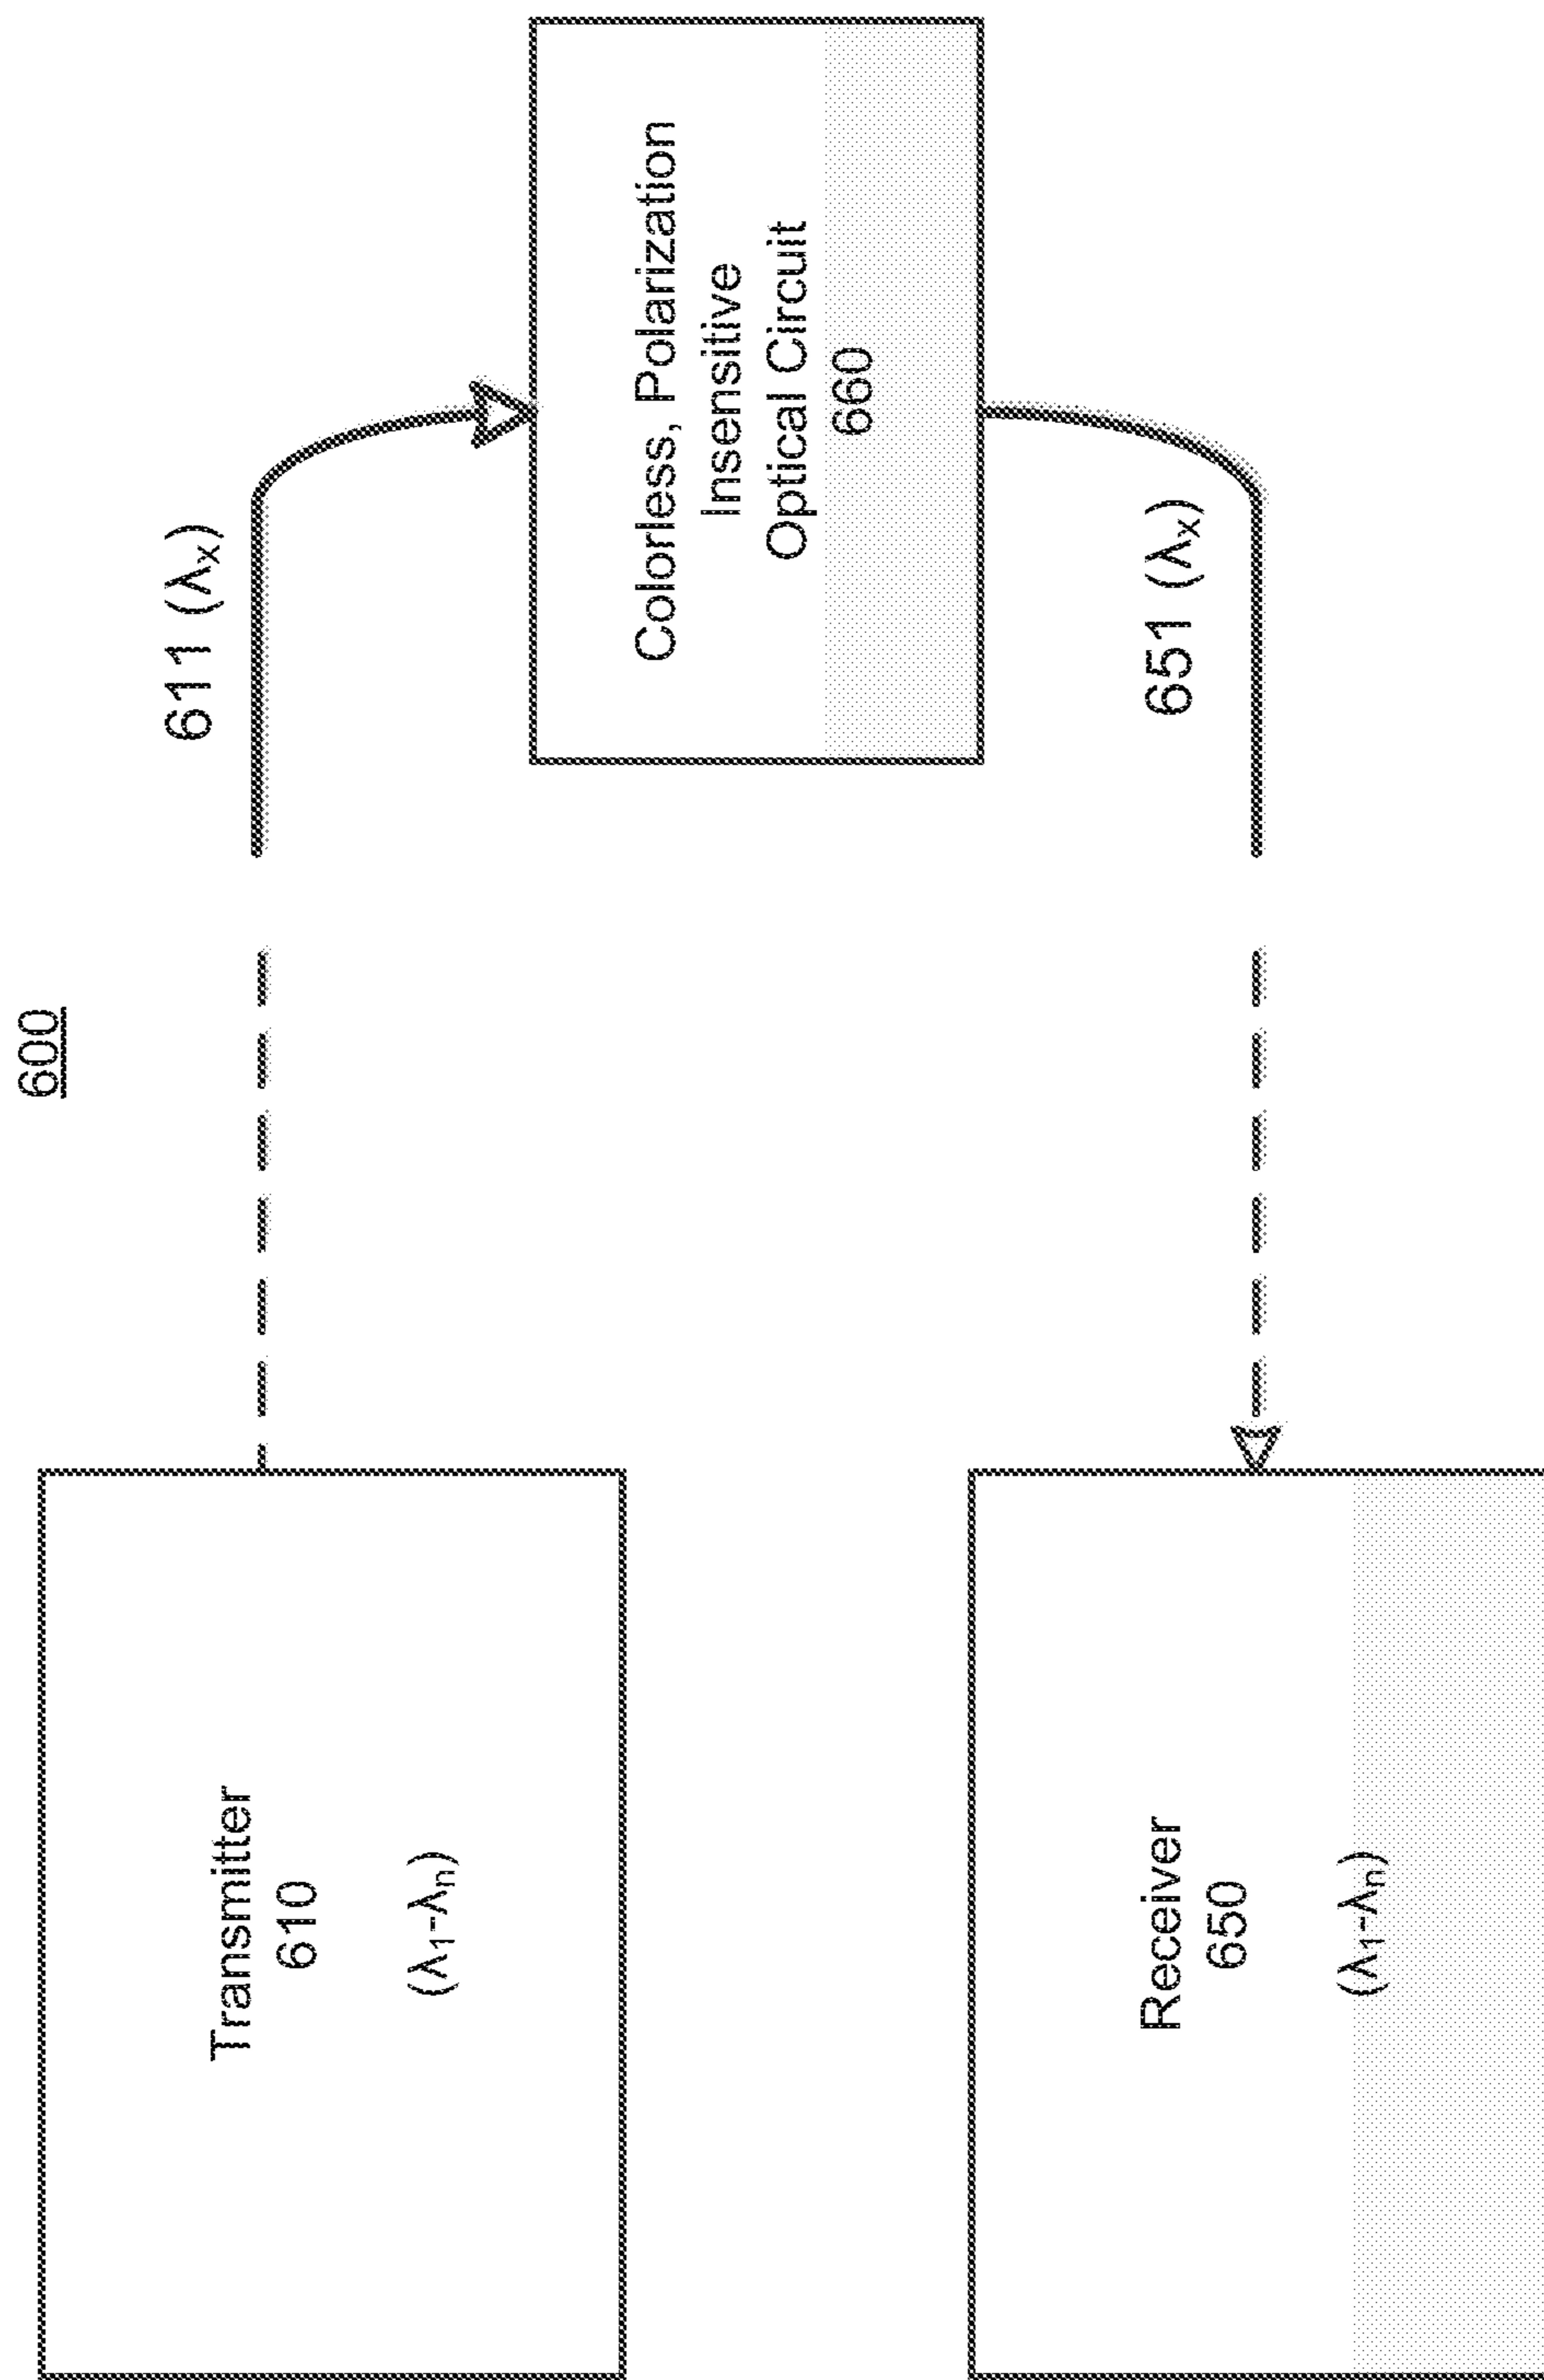 600
Transmitter
610
(λ₁-λₙ)
611 (λₓ)
Colorless, Polarization
Insensitive
Optical Circuit
660
651 (λₓ)
Receiver
650
(λ₁-λₙ)